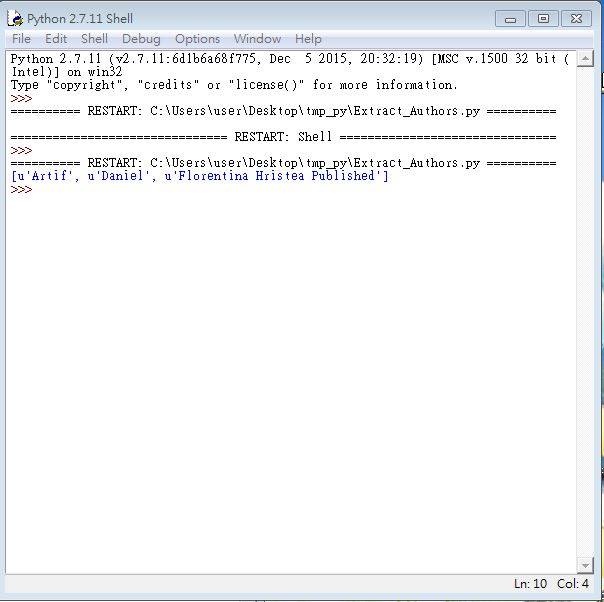 Python 2.7.11 Shell
File Edit Shell Debug Options Window Help
Python 2.7.11 (v2.7.11:6d1b6a68f775, Dec  5 2015, 20:32:19) [MSC v.1500 32 bit (
Intel)] on win32
Type "copyright", "credits" or "license()" for more information.
>>>
========== RESTART: C:\Users\user\Desktop\tmp_py\Extract_Authors.py ==========
=============================== RESTART: Shell ===============================
>>>
========== RESTART: C:\Users\user\Desktop\tmp_py\Extract_Authors.py ==========
[u'Artif', u'Daniel', u'Florentina Hristea Published']
>>>
Ln: 10 Col: 4